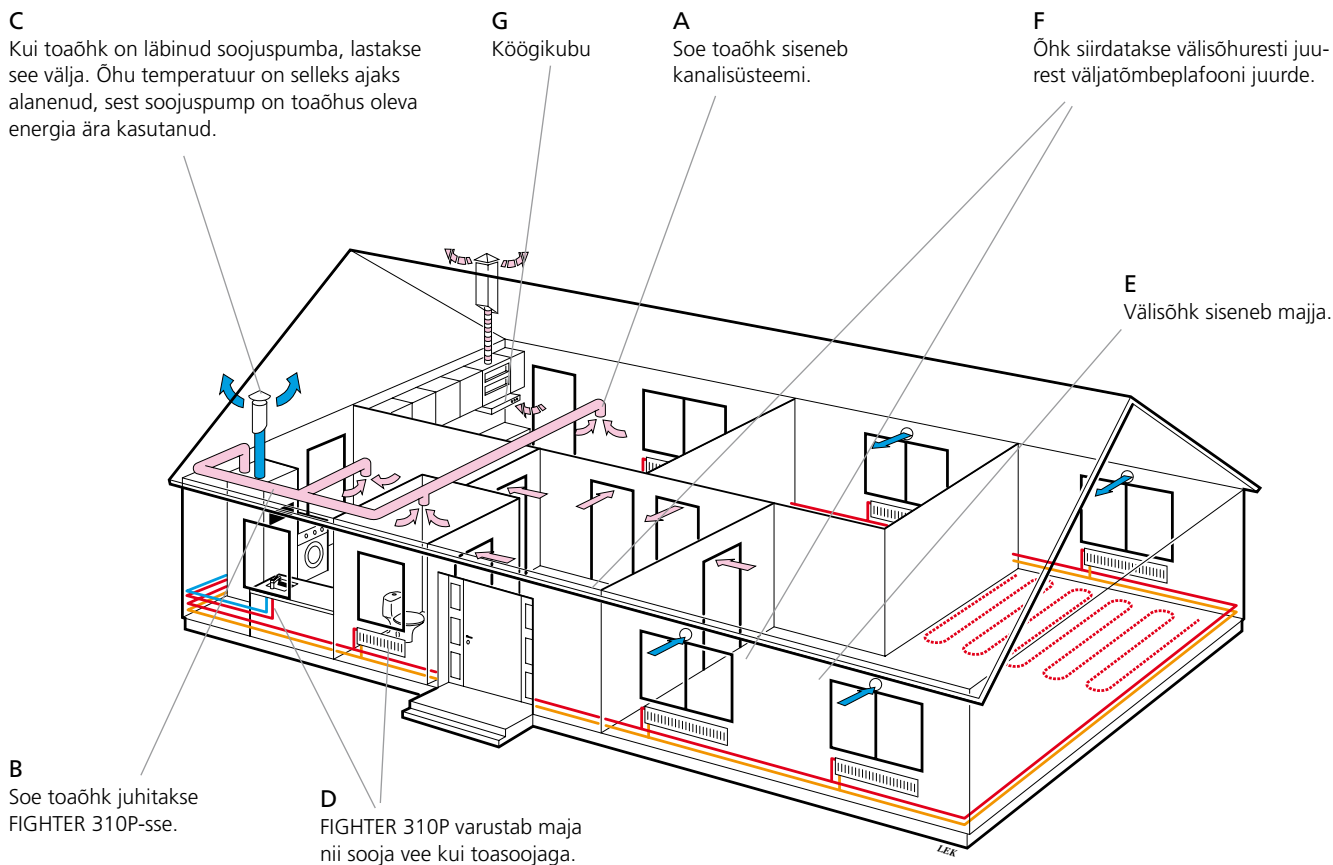 C
Kui toaõhk on läbinud soojuspumba, lastakse
see välja. Õhu temperatuur on selleks ajaks
alanenud, sest soojuspump on toaõhus oleva
energia ära kasutanud.
G
Köögikubu
A
Soe toaõhk siseneb
kanalisüsteemi.
F
Õhk siirdatakse välisõhuresti juu-
rest väljatõmbeplafooni juurde.
E
Välisõhk siseneb majja.
B
Soe toaõhk juhitakse
FIGHTER 310P-sse.
D
FIGHTER 310P varustab maja
nii sooja vee kui toasoojaga.
LEK